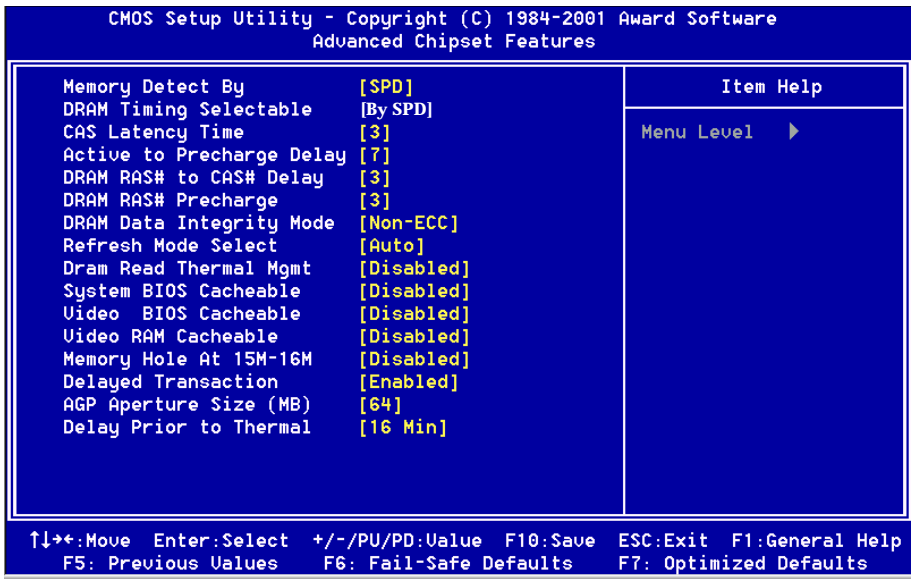 CMOS Setup Utility - Copyright (C) 1984-2001 Award Software
Advanced Chipset Features
Memory Detect By [SPD]
DRAM Timing Selectable [By SPD]
CAS Latency Time [3]
Active to Precharge Delay [7]
DRAM RAS# to CAS# Delay [3]
DRAM RAS# Precharge [3]
DRAM Data Integrity Mode [Non-ECC]
Refresh Mode Select [Auto]
Dram Read Thermal Mgmt [Disabled]
System BIOS Cacheable [Disabled]
Video BIOS Cacheable [Disabled]
Video RAM Cacheable [Disabled]
Memory Hole At 15M-16M [Disabled]
Delayed Transaction [Enabled]
AGP Aperture Size (MB) [64]
Delay Prior to Thermal [16 Min]
Item Help
Menu Level ▶
↑↓→←:Move Enter:Select +/-/PU/PD:Value F10:Save ESC:Exit F1:General Help
F5: Previous Values F6: Fail-Safe Defaults F7: Optimized Defaults